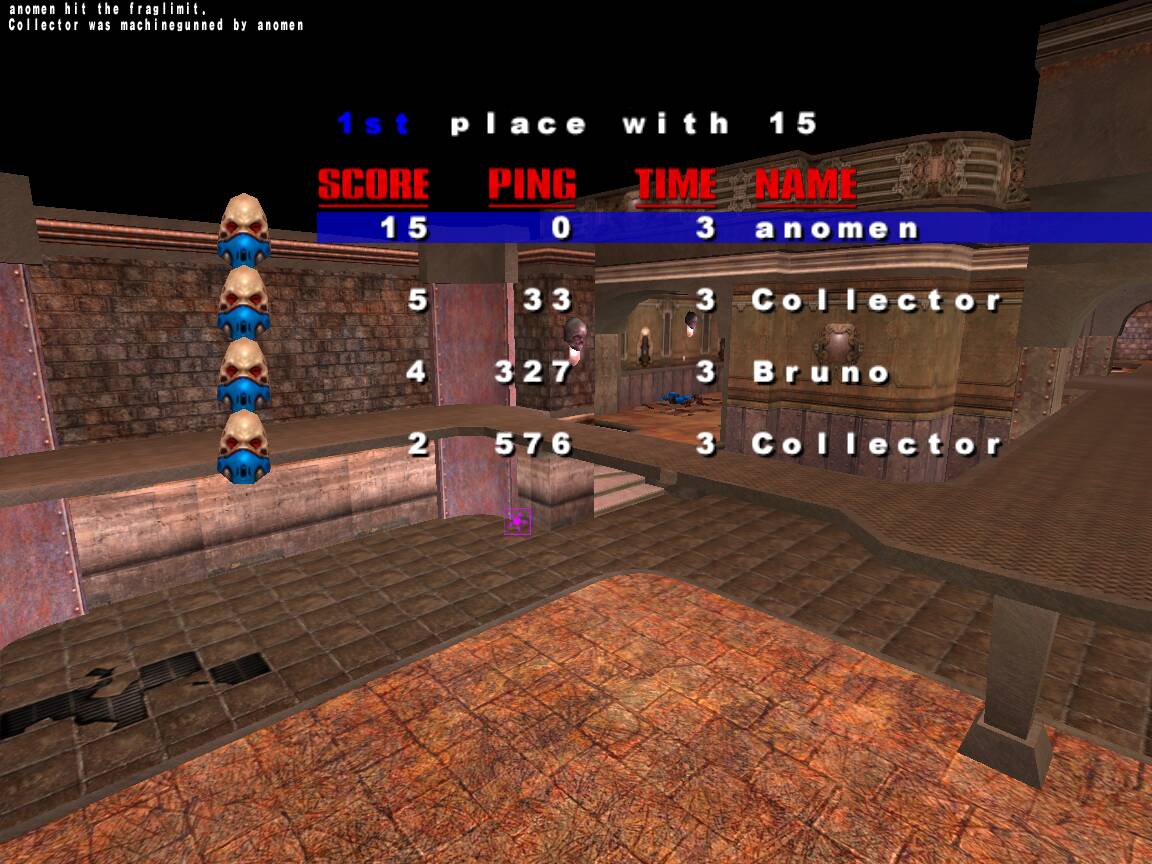 anomen hit the fraglimit.
Collector was machinegunned by anomen
1st place with 15
SCORE PING TIME NAME
15 0 3 anomen
5 33 3 Collector
4 327 3 Bruno
2 576 3 Collector